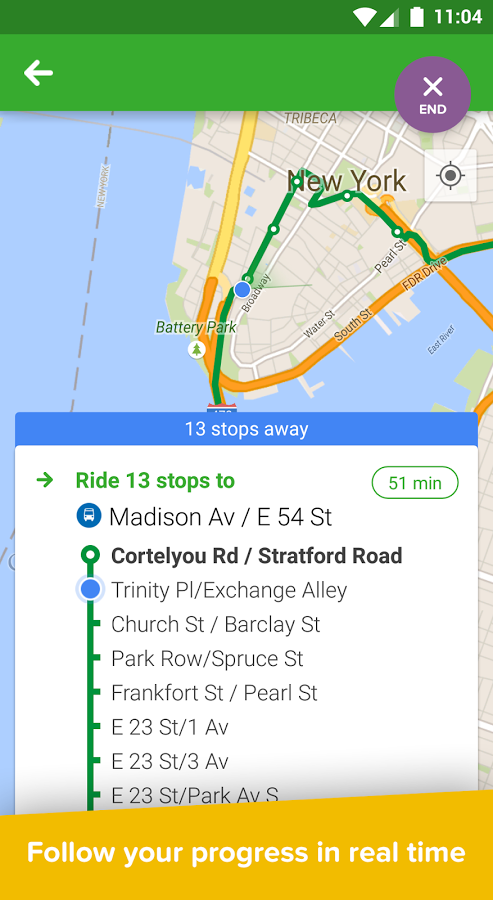 11:04
END
TRIBECA
NEW YORK
New York
Pearl St
Broadway
FDR Drive
Battery Park
Water St
South St
East River
13 stops away
Ride 13 stops to
51 min
Madison Av / E 54 St
Cortelyou Rd / Stratford Road
Trinity Pl/Exchange Alley
Church St / Barclay St
Park Row/Spruce St
Frankfort St / Pearl St
E 23 St/1 Av
E 23 St/3 Av
E 23 St/Park Av S
Follow your progress in real time